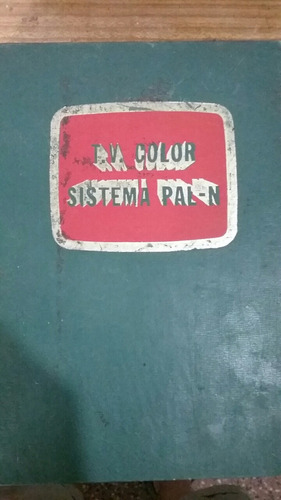 T.V. COLOR
SISTEMA PAL-N